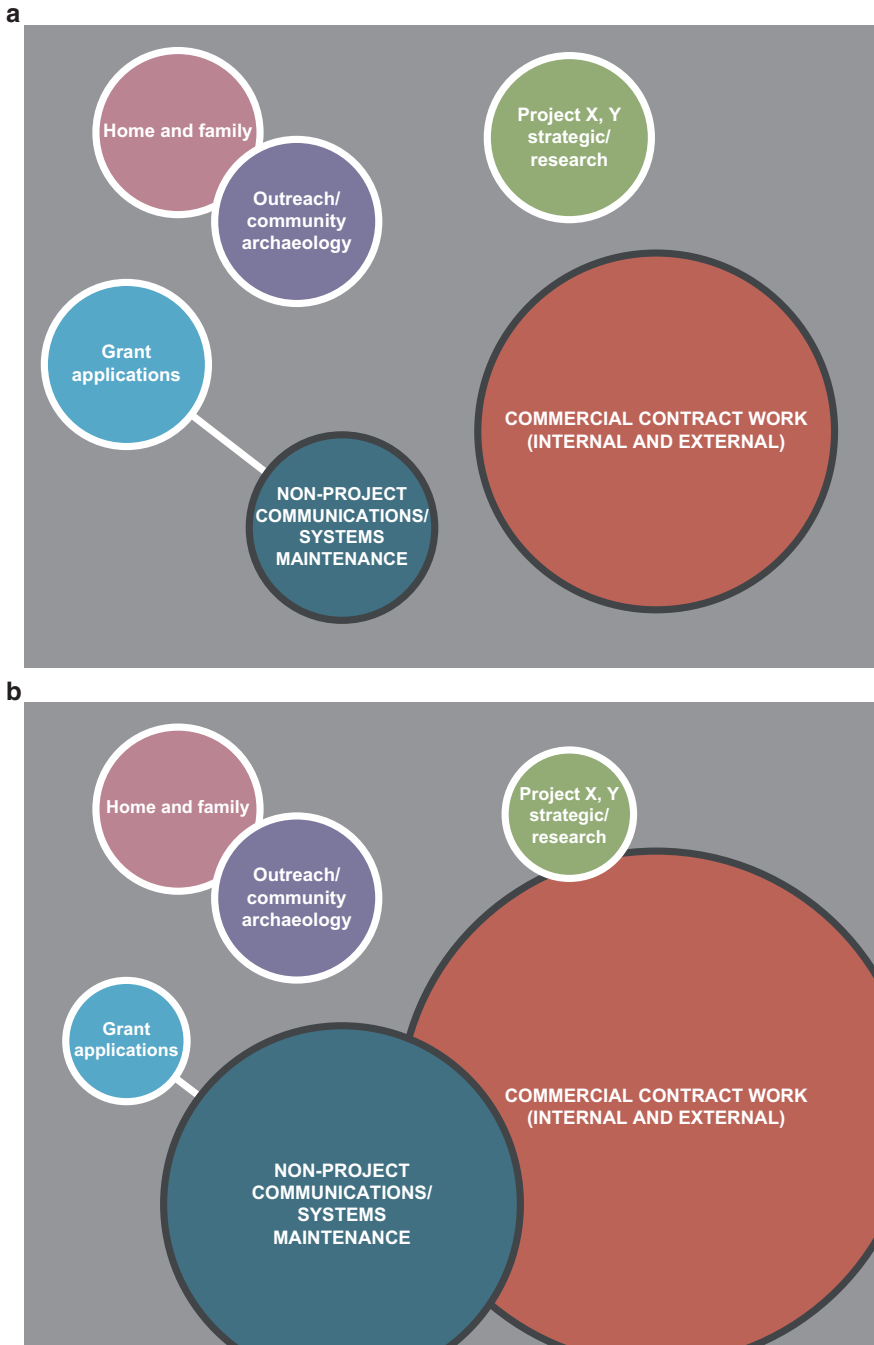 a
Home and family
Outreach/
community
archaeology
Project X, Y
strategic/
research
Grant
applications
COMMERCIAL CONTRACT WORK
(INTERNAL AND EXTERNAL)
NON-PROJECT
COMMUNICATIONS/
SYSTEMS
MAINTENANCE
b
Home and family
Outreach/
community
archaeology
Project X, Y
strategic/
research
Grant
applications
COMMERCIAL CONTRACT WORK
(INTERNAL AND EXTERNAL)
NON-PROJECT
COMMUNICATIONS/
SYSTEMS
MAINTENANCE